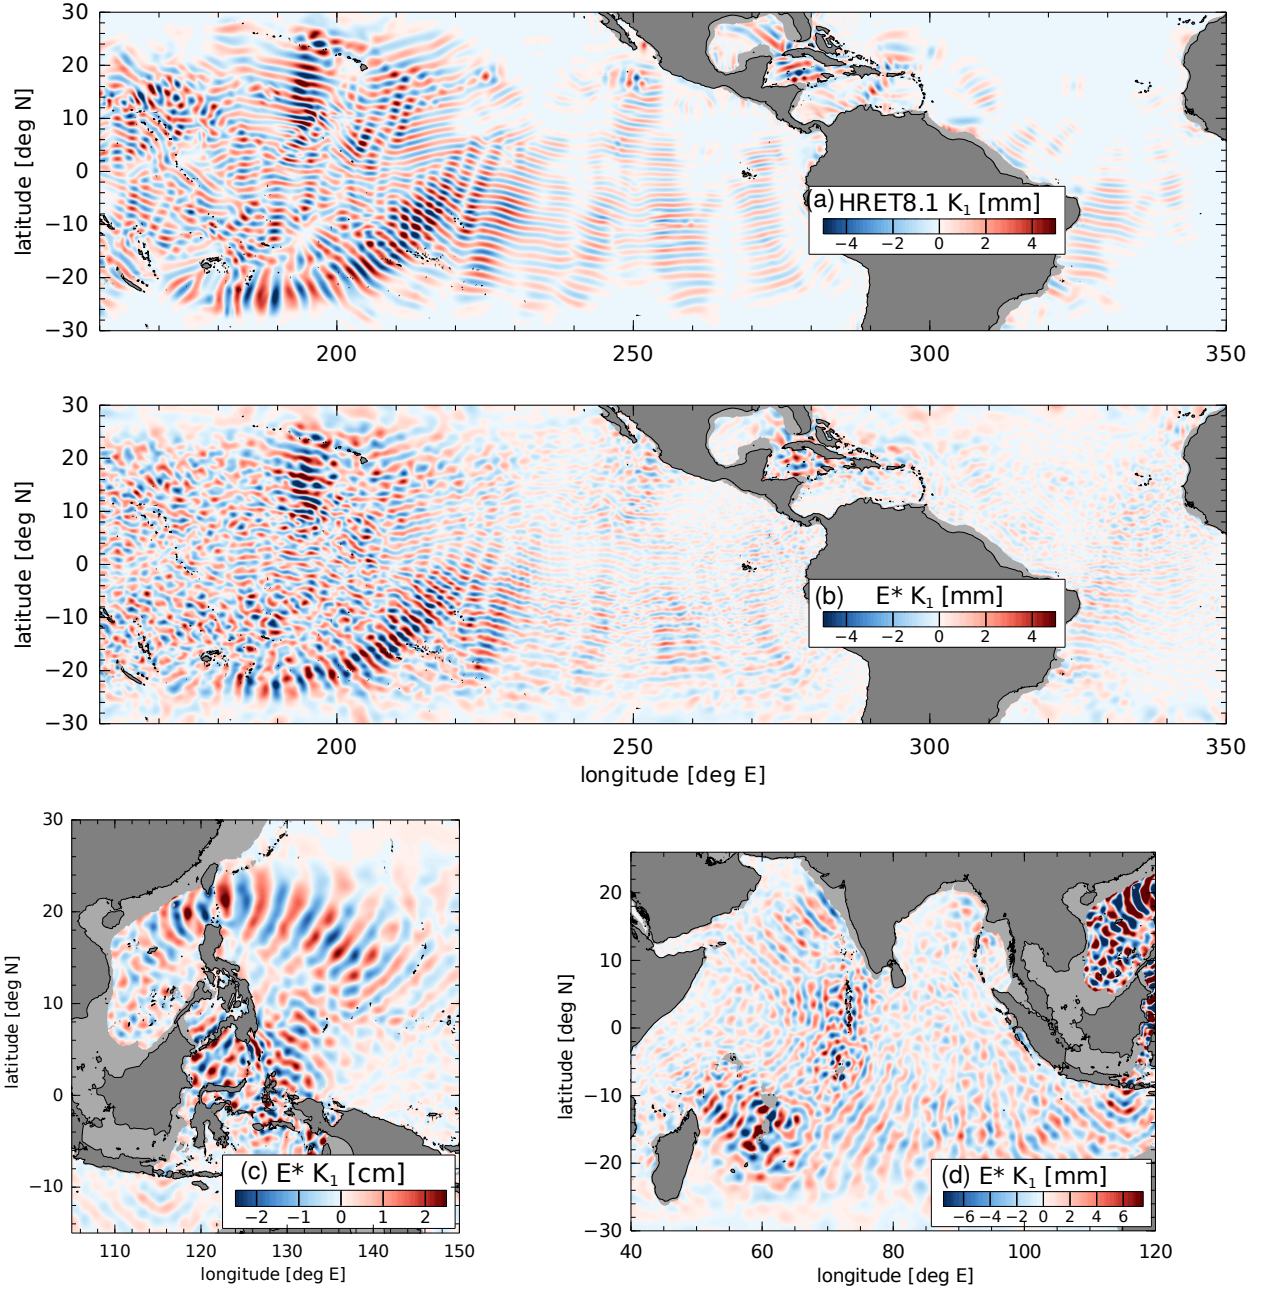 30
20
10
0
−10
−20
−30
latitude [deg N]
(a) HRET8.1 K₁ [mm]
−4 −2 0 2 4
200 250 300 350
30
20
10
0
−10
−20
−30
latitude [deg N]
(b) E* K₁ [mm]
−4 −2 0 2 4
200 250 300 350
longitude [deg E]
30
20
10
0
−10
latitude [deg N]
(c) E* K₁ [cm]
−2 −1 0 1 2
110 120 130 140 150
longitude [deg E]
20
10
0
−10
−20
−30
latitude [deg N]
(d) E* K₁ [mm]
−6 −4 −2 0 2 4 6
40 60 80 100 120
longitude [deg E]